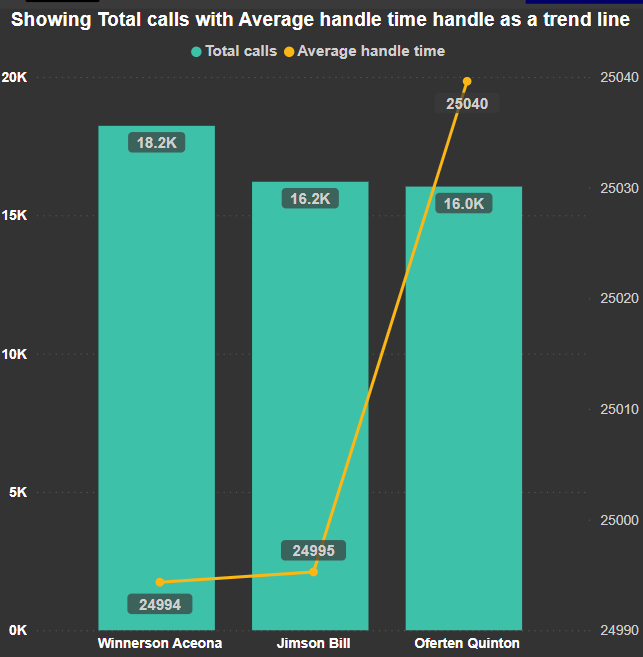 Showing Total calls with Average handle time handle as a trend line
Total calls Average handle time
20K
25040
25040
18.2K
16.2K
16.0K
25030
15K
25020
10K
25010
5K
25000
24995
24994
0K
24990
Winnerson Aceona
Jimson Bill
Oferten Quinton